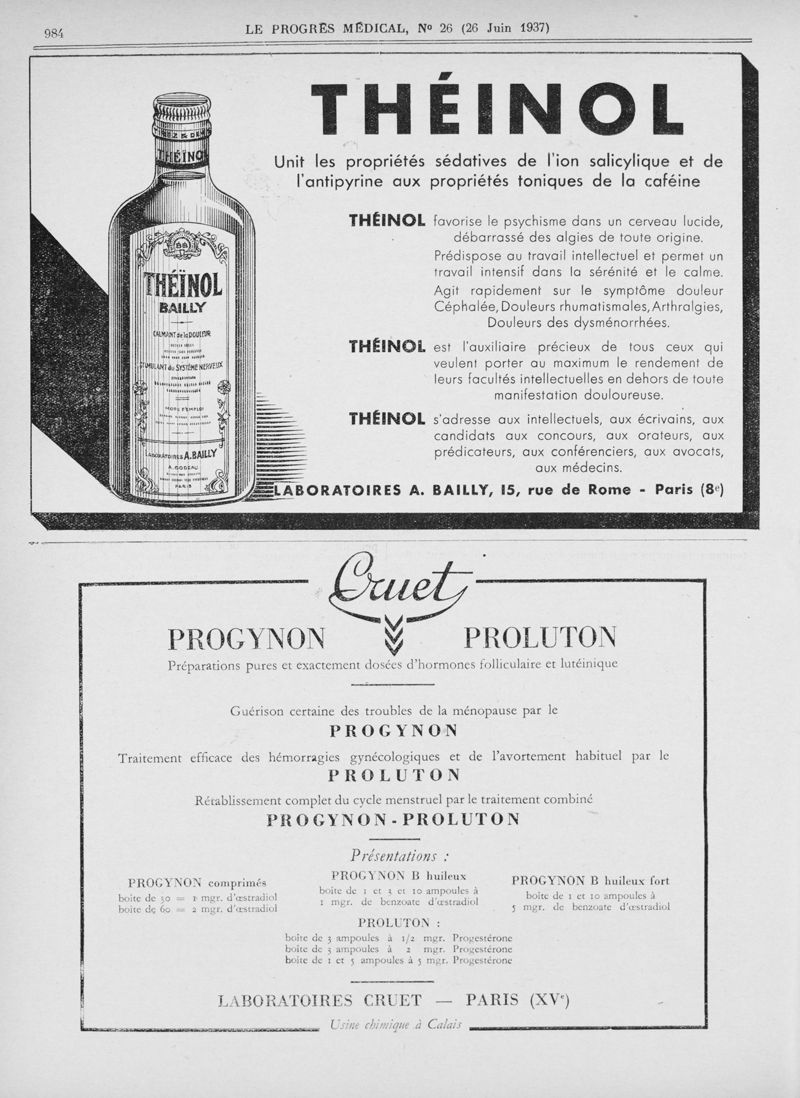 984
LE PROGRÈS MÉDICAL, Nº 26 (26 Juin 1937)
THÉINOL
THÉINOL
BAILLY
CALMANT de la DOULEUR
STIMULANT du SYSTÈME NERVEUX
MODE D'EMPLOI
LABORATOIRES A. BAILLY
PARIS
Unit les propriétés sédatives de l'ion salicylique et de
l'antipyrine aux propriétés toniques de la caféine
THÉINOL favorise le psychisme dans un cerveau lucide,
débarrassé des algies de toute origine.
Prédispose au travail intellectuel et permet un
travail intensif dans la sérénité et le calme.
Agit rapidement sur le symptôme douleur
Céphalée, Douleurs rhumatismales, Arthralgies,
Douleurs des dysménorrhées.
THÉINOL est l'auxiliaire précieux de tous ceux qui
veulent porter au maximum le rendement de
leurs facultés intellectuelles en dehors de toute
manifestation douloureuse.
THÉINOL s'adresse aux intellectuels, aux écrivains, aux
candidats aux concours, aux orateurs, aux
prédicateurs, aux conférenciers, aux avocats,
aux médecins.
LABORATOIRES A. BAILLY, 15, rue de Rome - Paris (8e)
THÉÏNOL
Cruet
PROGYNON PROLUTON
Préparations pures et exactement dosées d'hormones folliculaire et lutéinique
Guérison certaine des troubles de la ménopause par le
PROGYNON
Traitement efficace des hémorragies gynécologiques et de l'avortement habituel par le
PROLUTON
Rétablissement complet du cycle menstruel par le traitement combiné
PROGYNON - PROLUTON
Présentations :
PROGYNON comprimés
boite de 30 = 1 mgr. d'œstradiol
boite de 60 = 2 mgr. d'œstradiol
PROGYNON B huileux
boîte de 1 et 3 et 10 ampoules à
1 mgr. de benzoate d'œstradiol
PROGYNON B huileux fort
boîte de 1 et 10 ampoules à
5 mgr. de benzoate d'œstradiol
PROLUTON :
boîte de 3 ampoules à 1/2 mgr. Progestérone
boîte de 3 ampoules à 2 mgr. Progestérone
boîte de 1 et 5 ampoules à 5 mgr. Progestérone
LABORATOIRES CRUET — PARIS (XVe)
Usine chimique à Calais